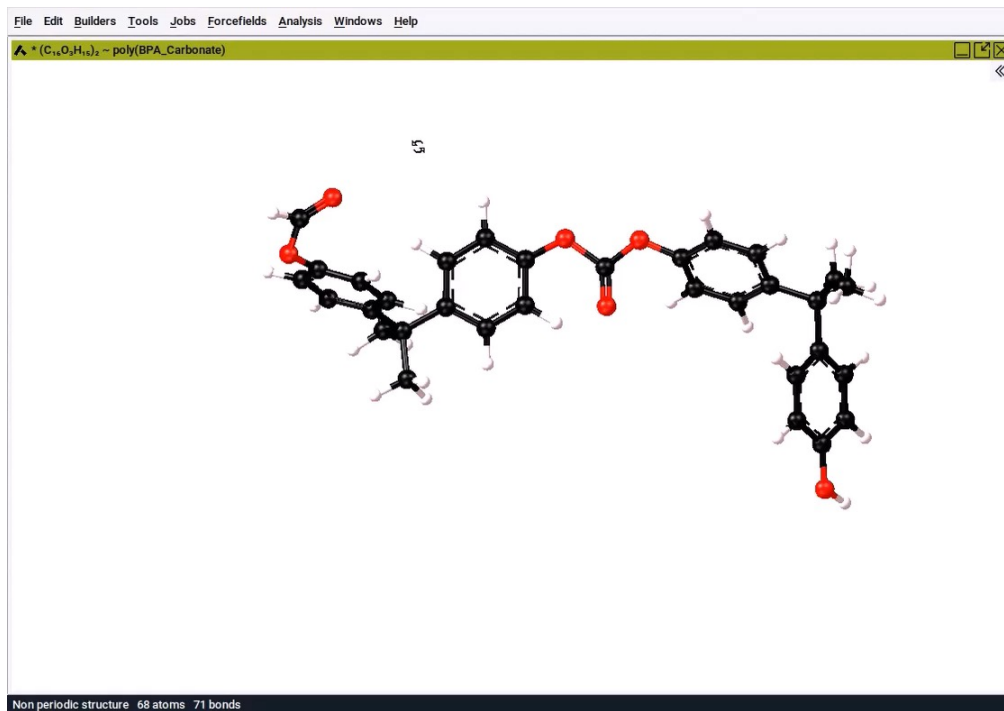 File Edit Builders Tools Jobs Forcefields Analysis Windows Help
* (C₁₆O₃H₁₅)₂ ~ poly(BPA_Carbonate)
Non periodic structure 68 atoms 71 bonds